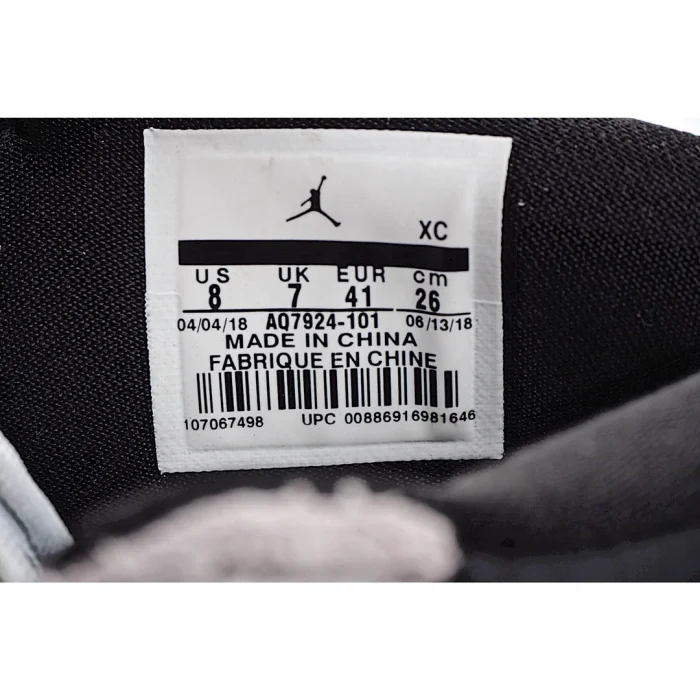 XC
US UK EUR cm
8 7 41 26
04/04/18 AQ7924-101 06/13/18
MADE IN CHINA
FABRIQUE EN CHINE
107067498 UPC 00886916981646